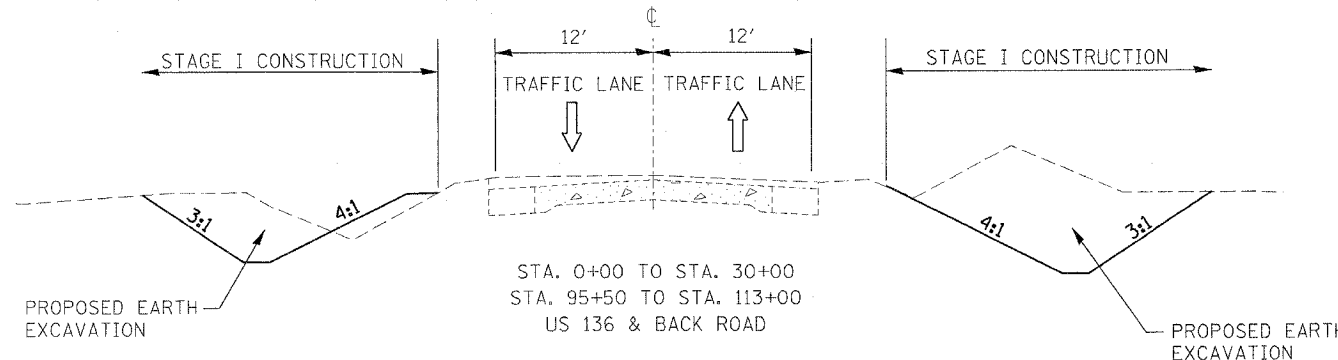 ℄
12' 12'
STAGE I CONSTRUCTION
STAGE I CONSTRUCTION
TRAFFIC LANE TRAFFIC LANE
3:1
4:1
4:1
3:1
STA. 0+00 TO STA. 30+00
STA. 95+50 TO STA. 113+00
US 136 & BACK ROAD
PROPOSED EARTH
EXCAVATION
PROPOSED EARTH
EXCAVATION